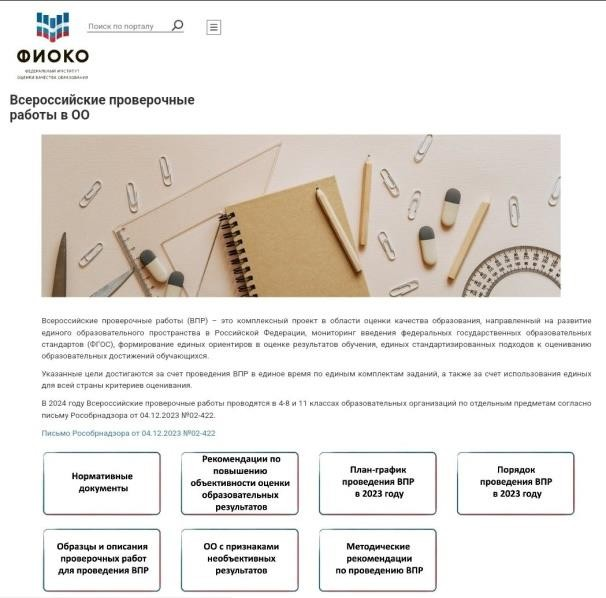 Поиск по порталу
ФИОКО
ФЕДЕРАЛЬНЫЙ ИНСТИТУТ
ОЦЕНКИ КАЧЕСТВА ОБРАЗОВАНИЯ
Всероссийские проверочные
работы в ОО
Всероссийские проверочные работы (ВПР) – это комплексный проект в области оценки качества образования, направленный на развитие
единого образовательного пространства в Российской Федерации, мониторинг введения федеральных государственных образовательных
стандартов (ФГОС), формирование единых ориентиров в оценке результатов обучения, единых стандартизированных подходов к оцениванию
образовательных достижений обучающихся.
Указанные цели достигаются за счет проведения ВПР в единое время по единым комплектам заданий, а также за счет использования единых
для всей страны критериев оценивания.
В 2024 году Всероссийские проверочные работы проводятся в 4-8 и 11 классах образовательных организаций по отдельным предметам согласно
письму Рособрнадзора от 04.12.2023 №02-422.
Письмо Рособрнадзора от 04.12.2023 №02-422
Нормативные
документы
Рекомендации по
повышению
объективности оценки
образовательных
результатов
План-график
проведения ВПР
в 2023 году
Порядок
проведения ВПР
в 2023 году
Образцы и описания
проверочных работ
для проведения ВПР
ОО с признаками
необъективных
результатов
Методические
рекомендации
по проведению ВПР